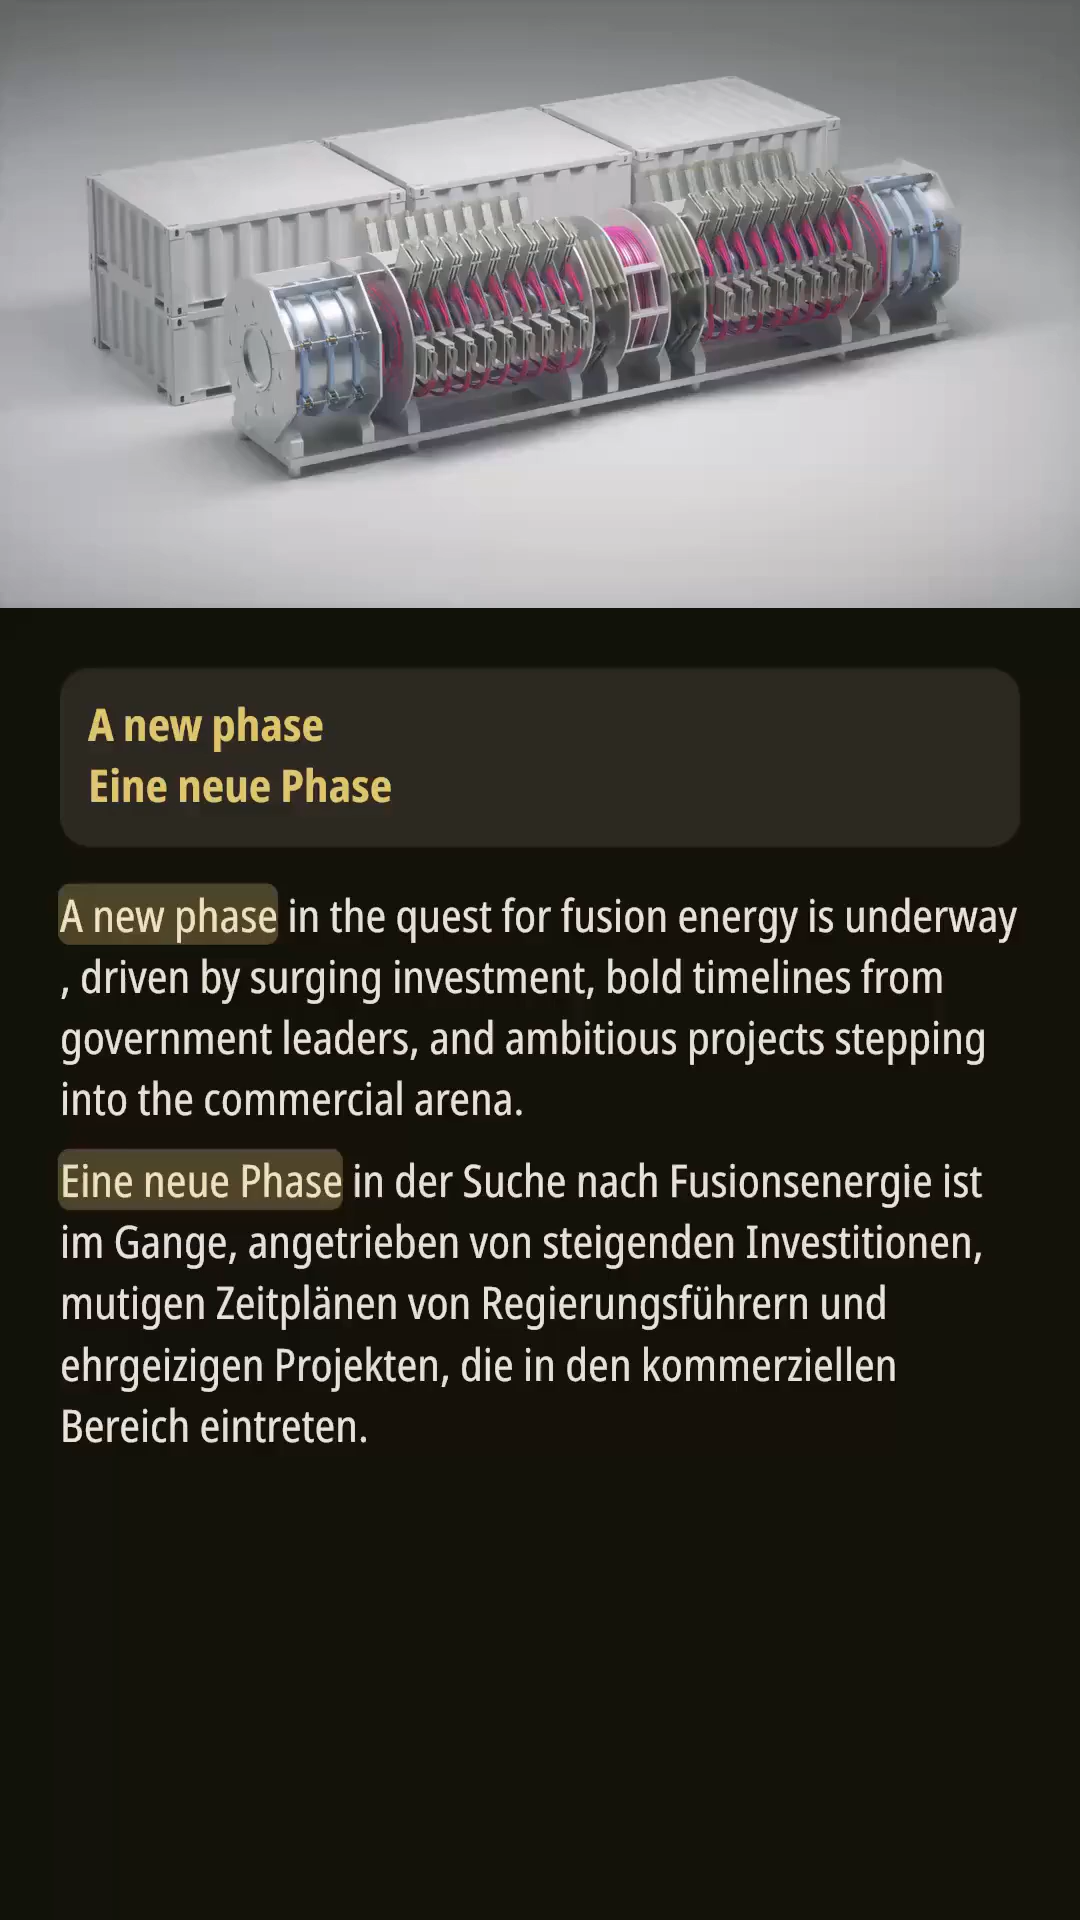 A new phase
Eine neue Phase
A new phase in the quest for fusion energy is underway
, driven by surging investment, bold timelines from
government leaders, and ambitious projects stepping
into the commercial arena.
Eine neue Phase in der Suche nach Fusionsenergie ist
im Gange, angetrieben von steigenden Investitionen,
mutigen Zeitplänen von Regierungsführern und
ehrgeizigen Projekten, die in den kommerziellen
Bereich eintreten.